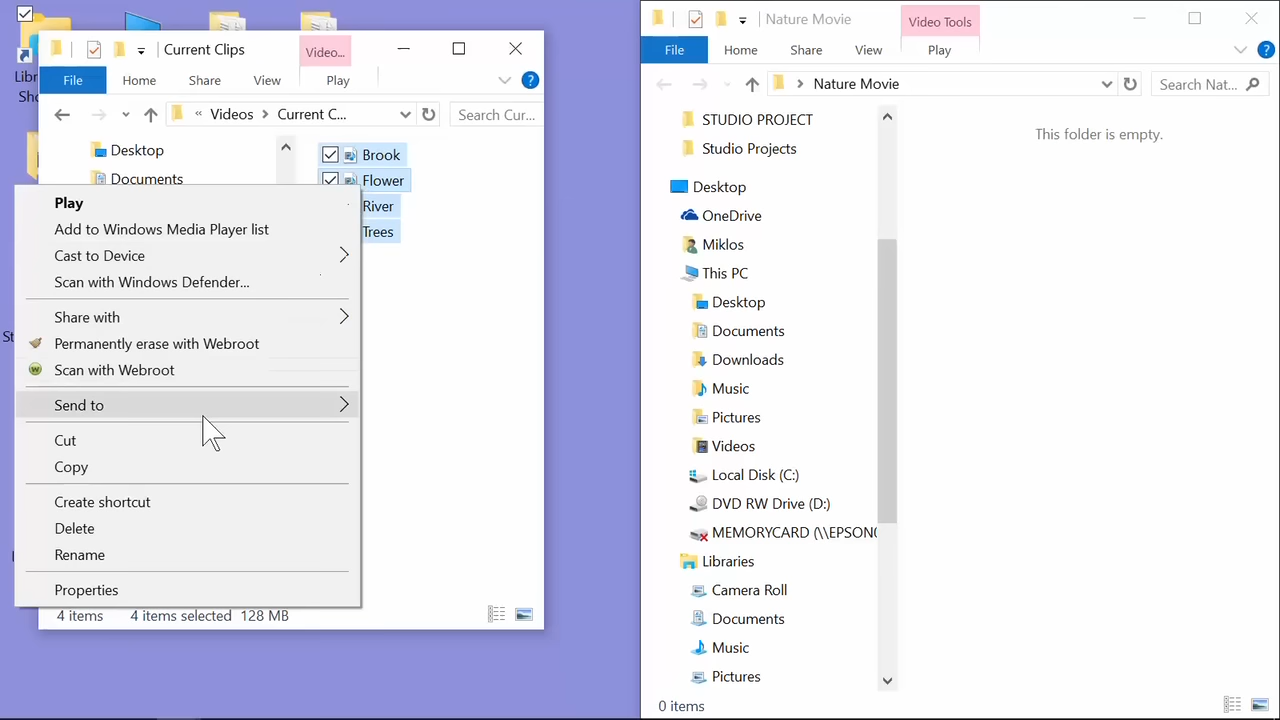 Lib
Sho
St
Current Clips
Video...
File
Home
Share
View
Play
« Videos > Current C...
Search Cur...
Desktop
Documents
Brook
Flower
River
Trees
Play
Add to Windows Media Player list
Cast to Device
Scan with Windows Defender...
Share with
Permanently erase with Webroot
Scan with Webroot
Send to
Cut
Copy
Create shortcut
Delete
Rename
Properties
4 items 4 items selected 128 MB
Nature Movie
Video Tools
File
Home
Share
View
Play
> Nature Movie
Search Nat...
STUDIO PROJECT
Studio Projects
Desktop
OneDrive
Miklos
This PC
Desktop
Documents
Downloads
Music
Pictures
Videos
Local Disk (C:)
DVD RW Drive (D:)
MEMORYCARD (\\EPSON
Libraries
Camera Roll
Documents
Music
Pictures
This folder is empty.
0 items